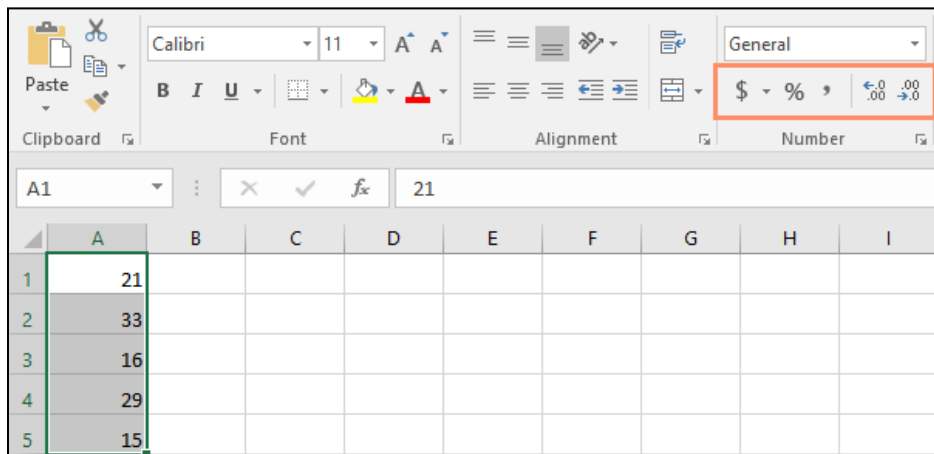 Calibri 11 A A General
Paste B I U A $ % , .0 .00 .00 .0
Clipboard Font Alignment Number
A1 fx 21
A B C D E F G H I
1 21
2 33
3 16
4 29
5 15